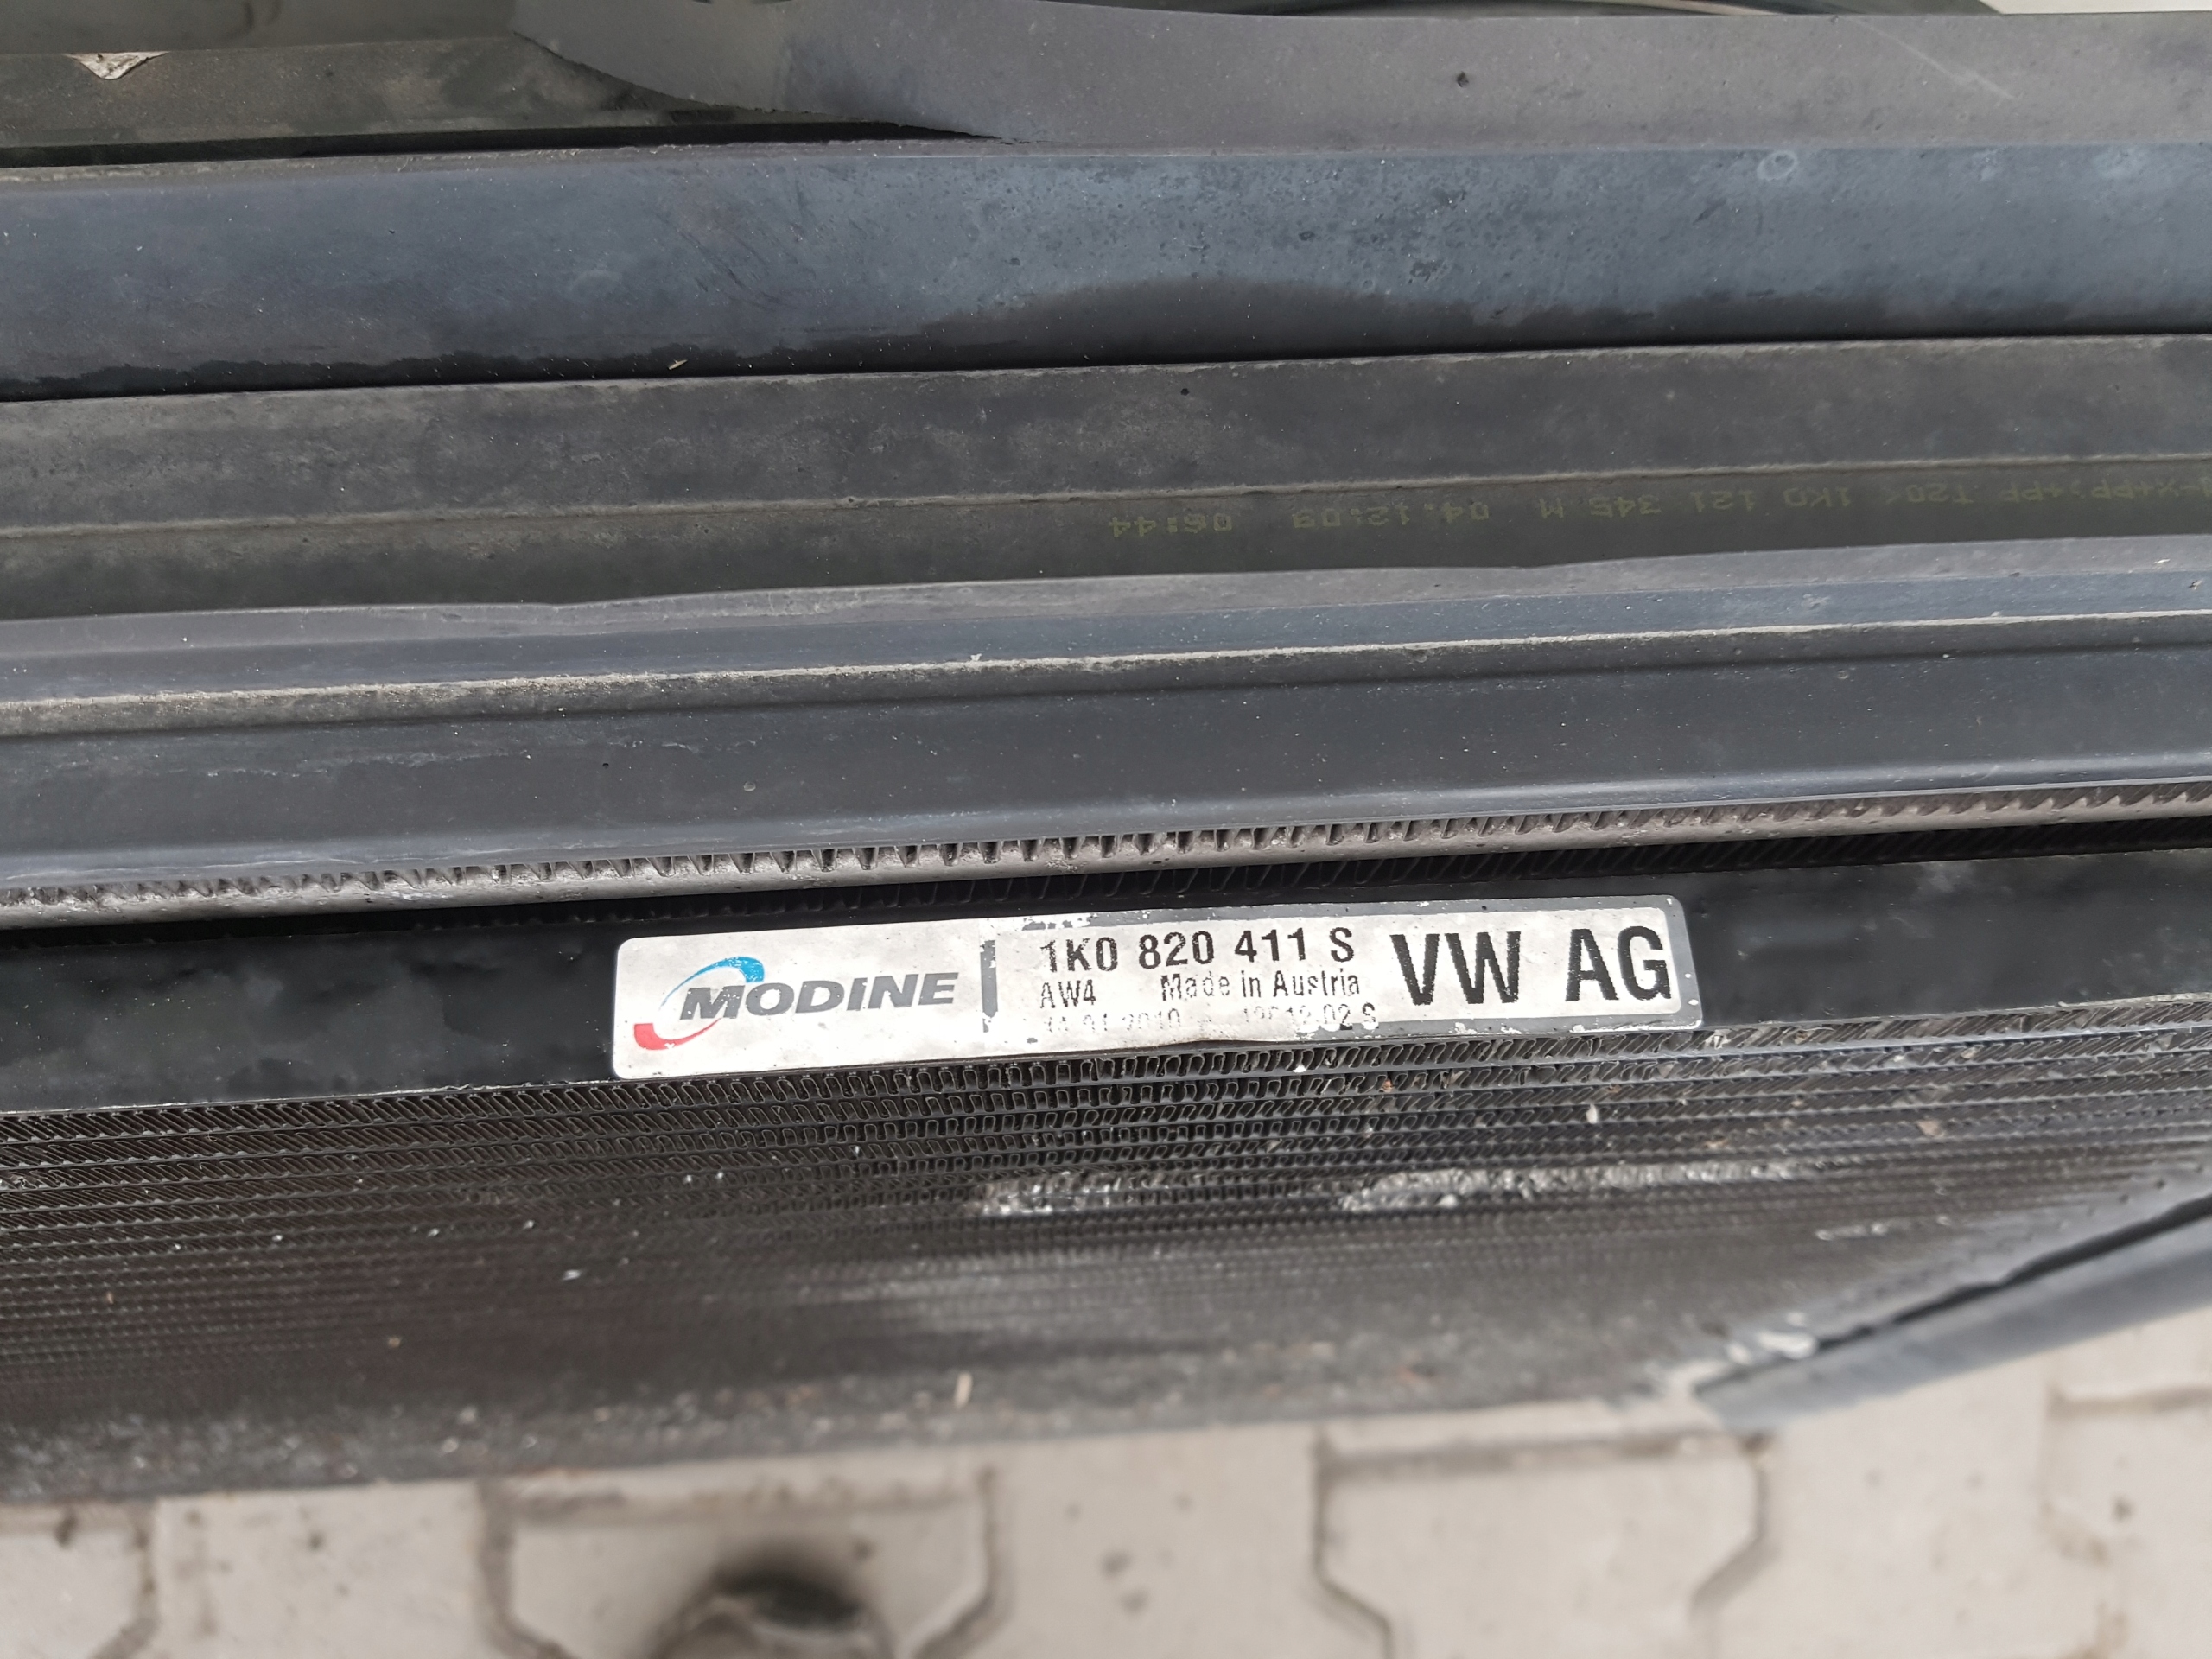 1K0 121 345 M 04.12.09 06:44
MODINE
1K0 820 411 S
AW4 Made in Austria
VW AG